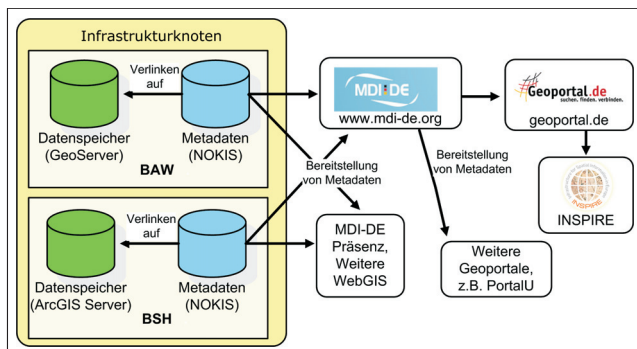 Infrastrukturknoten
Verlinken
auf
Datenspeicher
(GeoServer)
Metadaten
(NOKIS)
BAW
Verlinken
auf
Datenspeicher
(ArcGIS Server)
Metadaten
(NOKIS)
BSH
MDI-DE
www.mdi-de.org
Bereitstellung
von Metadaten
MDI-DE
Präsenz,
Weitere
WebGIS
Geoportal.de
suchen. finden. verbinden.
geoportal.de
Bereitstellung
von Metadaten
INSPIRE
INSPIRE
Weitere
Geoportale,
z.B. PortalU